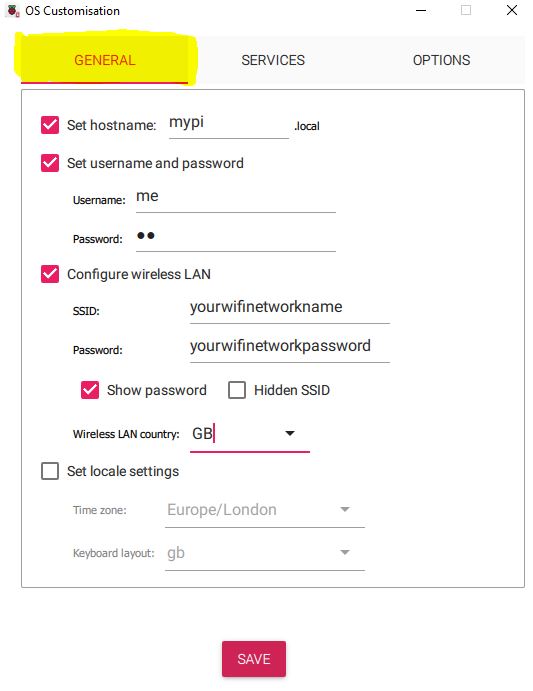 OS Customisation
GENERAL SERVICES OPTIONS
Set hostname: mypi .local
Set username and password
Username: me
Password: ●●
Configure wireless LAN
SSID: yourwifinetworkname
Password: yourwifinetworkpassword
Show password Hidden SSID
Wireless LAN country: GB
Set locale settings
Time zone: Europe/London
Keyboard layout: gb
SAVE